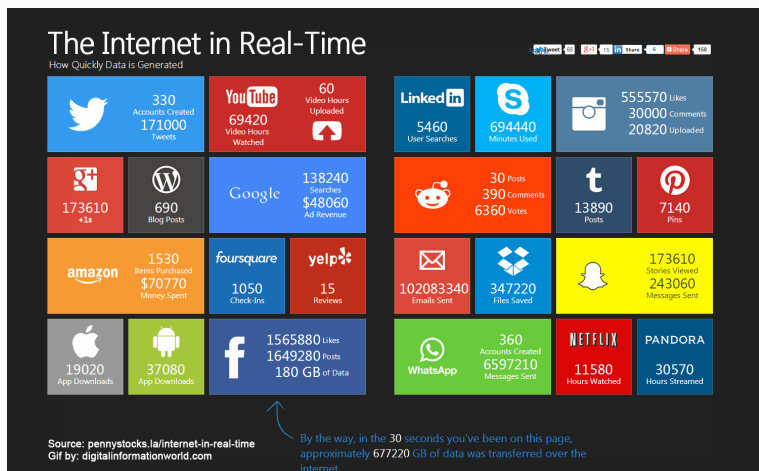 The Internet in Real-Time
How Quickly Data is Generated
Tweet 68 +1 15 in Share 6 Share 158
330
Accounts Created
171000
Tweets
YouTube
69420
Video Hours
Watched
60
Video Hours
Uploaded
LinkedIn
5460
User Searches
S
694440
Minutes Used
555570 Likes
30000 Comments
20820 Uploaded
g+
173610
+1s
W
690
Blog Posts
Google
138240
Searches
$48060
Ad Revenue
30 Posts
390 Comments
6360 Votes
t
13890
Posts
7140
Pins
amazon
1530
Items Purchased
$70770
Money Spent
foursquare
1050
Check-Ins
yelp
15
Reviews
102083340
Emails Sent
347220
Files Saved
173610
Stories Viewed
243060
Messages Sent
19020
App Downloads
37080
App Downloads
f
1565880 Likes
1649280 Posts
180 GB of Data
WhatsApp
360
Accounts Created
6597210
Messages Sent
NETFLIX
11580
Hours Watched
PANDORA
30570
Hours Streamed
Source: pennystocks.la/internet-in-real-time
Gif by: digitalinformationworld.com
By the way, in the 30 seconds you've been on this page,
approximately 677220 GB of data was transferred over the
internet